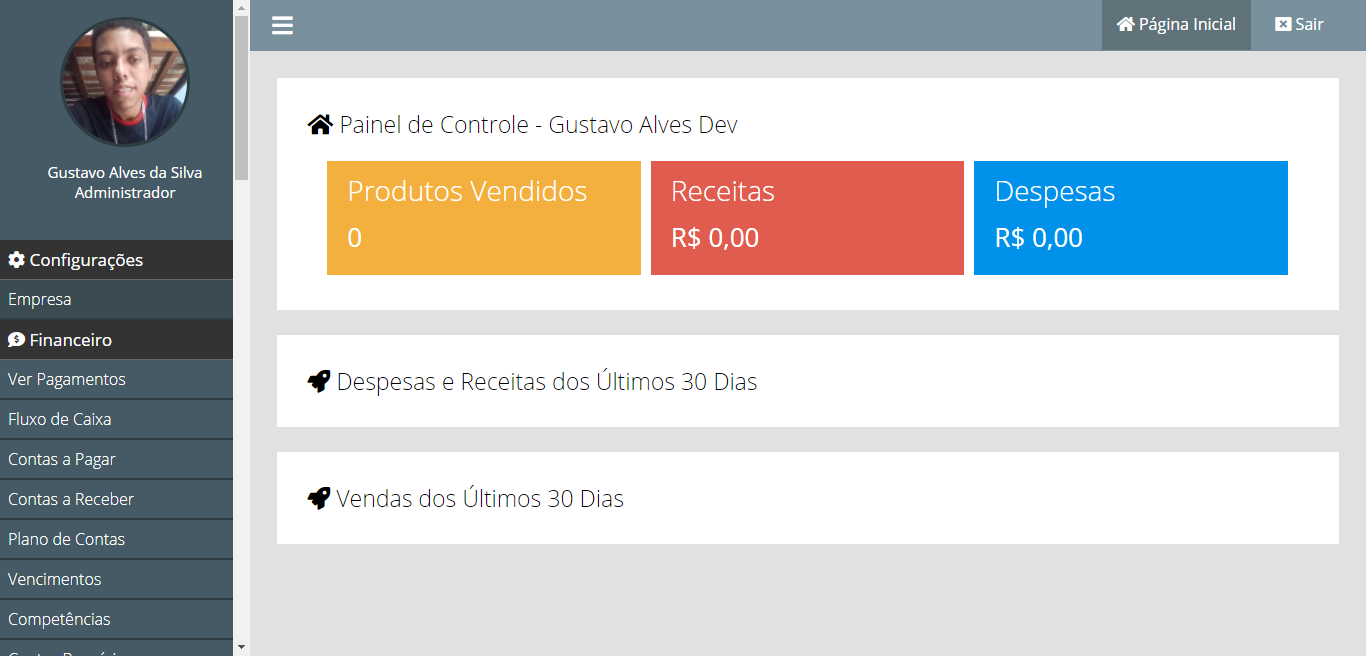 Gustavo Alves da Silva
Administrador
Configurações
Empresa
Financeiro
Ver Pagamentos
Fluxo de Caixa
Contas a Pagar
Contas a Receber
Plano de Contas
Vencimentos
Competências
Página Inicial
Sair
Painel de Controle - Gustavo Alves Dev
Produtos Vendidos
0
Receitas
R$ 0,00
Despesas
R$ 0,00
Despesas e Receitas dos Últimos 30 Dias
Vendas dos Últimos 30 Dias